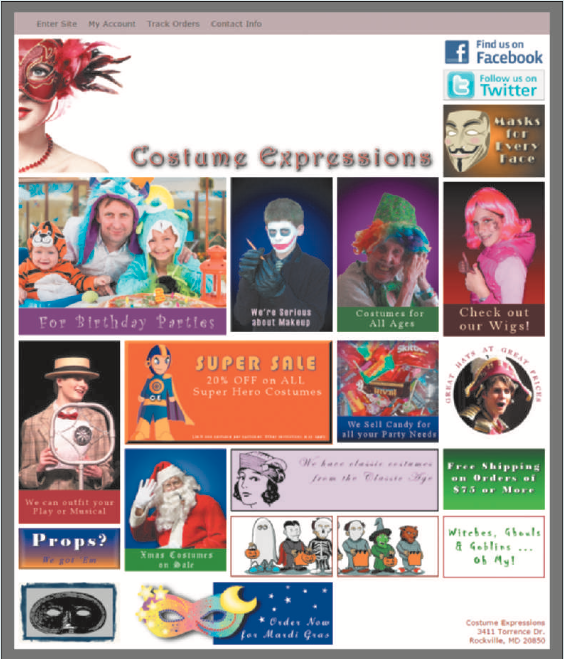 Enter Site My Account Track Orders Contact Info
Find us on
Facebook
Follow us on
Twitter
Masks
for
Every
Face
Costume Expressions
For Birthday Parties
We're Serious
about Makeup
Costumes for
All Ages
Check out
our Wigs!
We can outfit your
Play or Musical
SUPER SALE
20% OFF on ALL
Super Hero Costumes
We Sell Candy for
all your Party Needs
GREAT HATS AT GREAT PRICES
Xmas Costumes
on Sale
We have classic costumes
from the Classic Age
Free Shipping
on Orders of
$75 or More
Props?
We got 'Em
Witches, Ghouls
& Goblins ...
Oh My!
Order Now
for Mardi Gras
Costume Expressions
3411 Torrence Dr.
Rockville, MD 20850